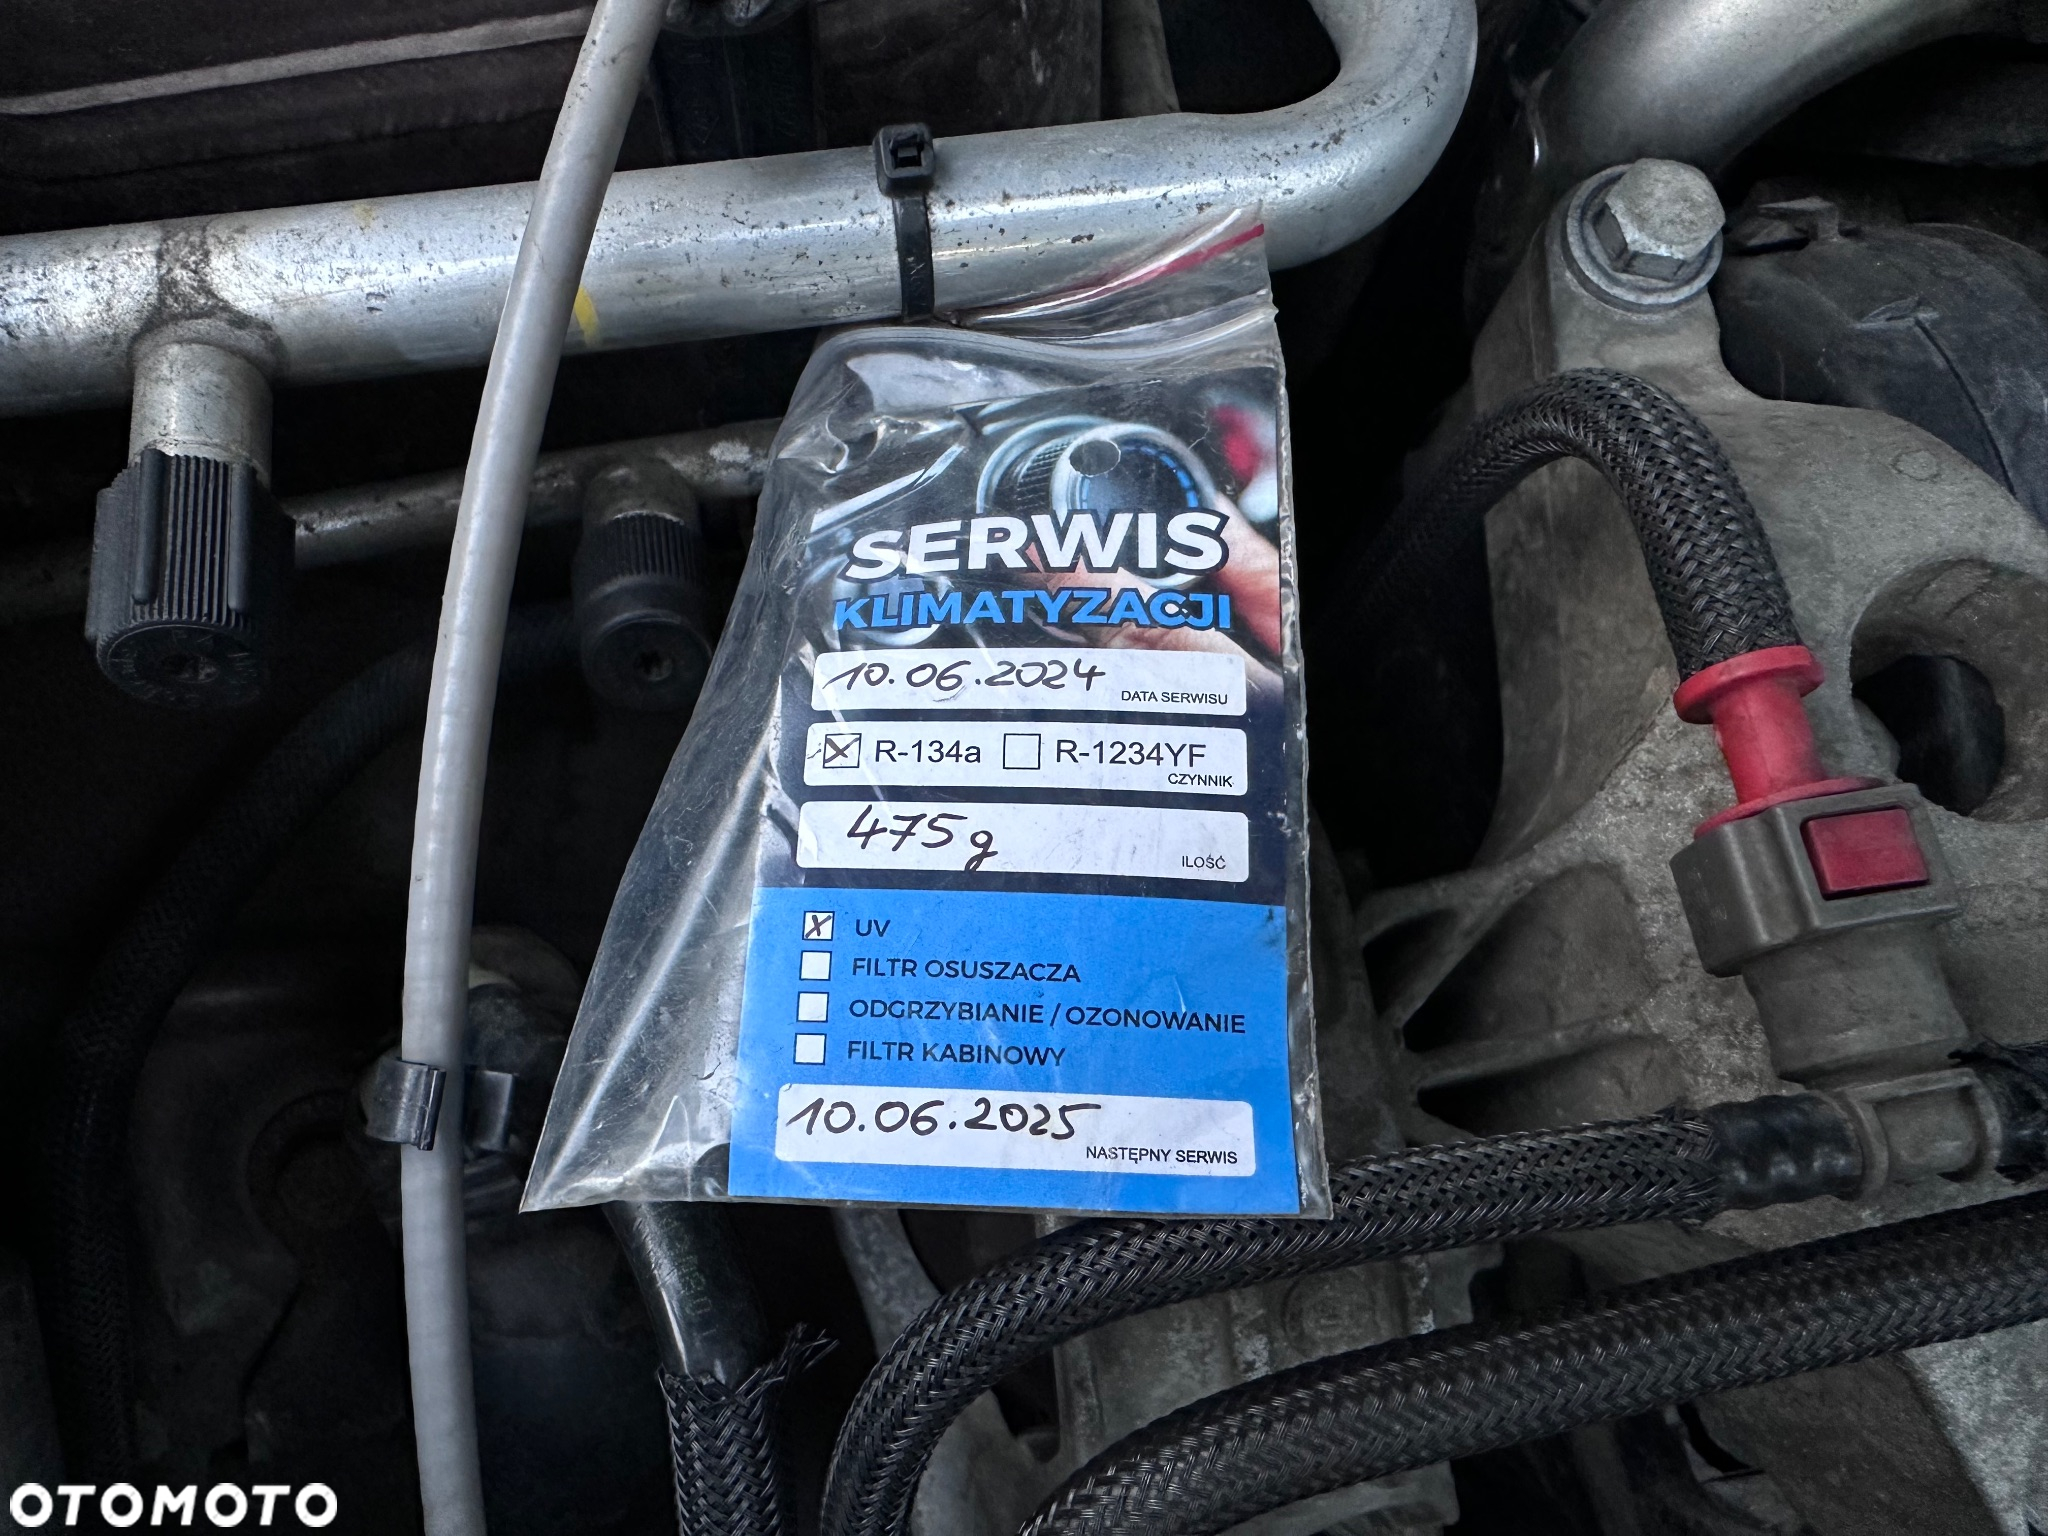 SERWIS
KLIMATYZACJI
10.06.2024
DATA SERWISU
R-134a R-1234YF
CZYNNIK
475g
ILOŚĆ
UV
FILTR OSUSZACZA
ODGRZYBIANIE / OZONOWANIE
FILTR KABINOWY
10.06.2025
NASTĘPNY SERWIS
OTOMOTO